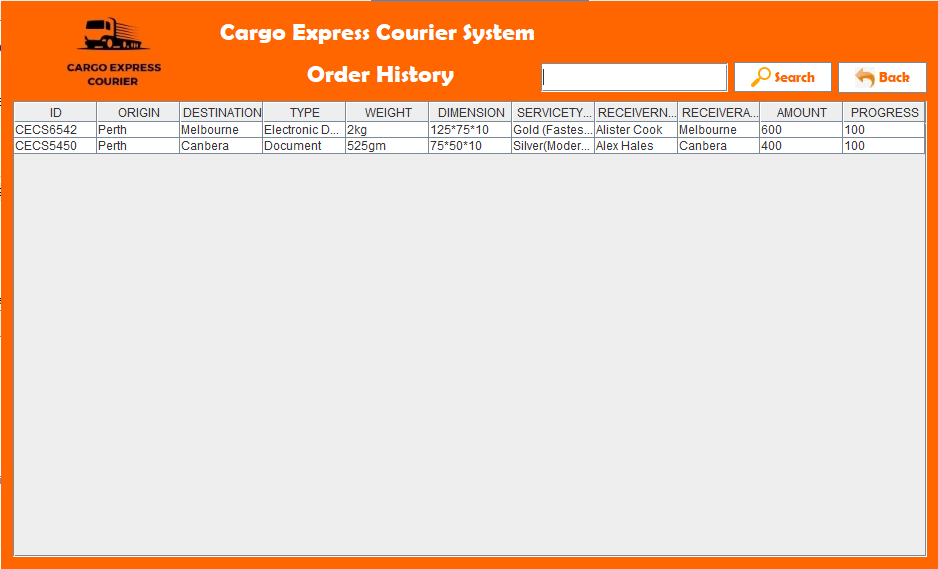 Cargo Express Courier System
CARGO EXPRESS
COURIER
Order History
Search
Back
ID ORIGIN DESTINATION TYPE WEIGHT DIMENSION SERVICETY... RECEIVERN... RECEIVERA... AMOUNT PROGRESS
CECS6542 Perth Melbourne Electronic D... 2kg 125*75*10 Gold (Fastes... Alister Cook Melbourne 600 100
CECS5450 Perth Canbera Document 525gm 75*50*10 Silver(Moder... Alex Hales Canbera 400 100